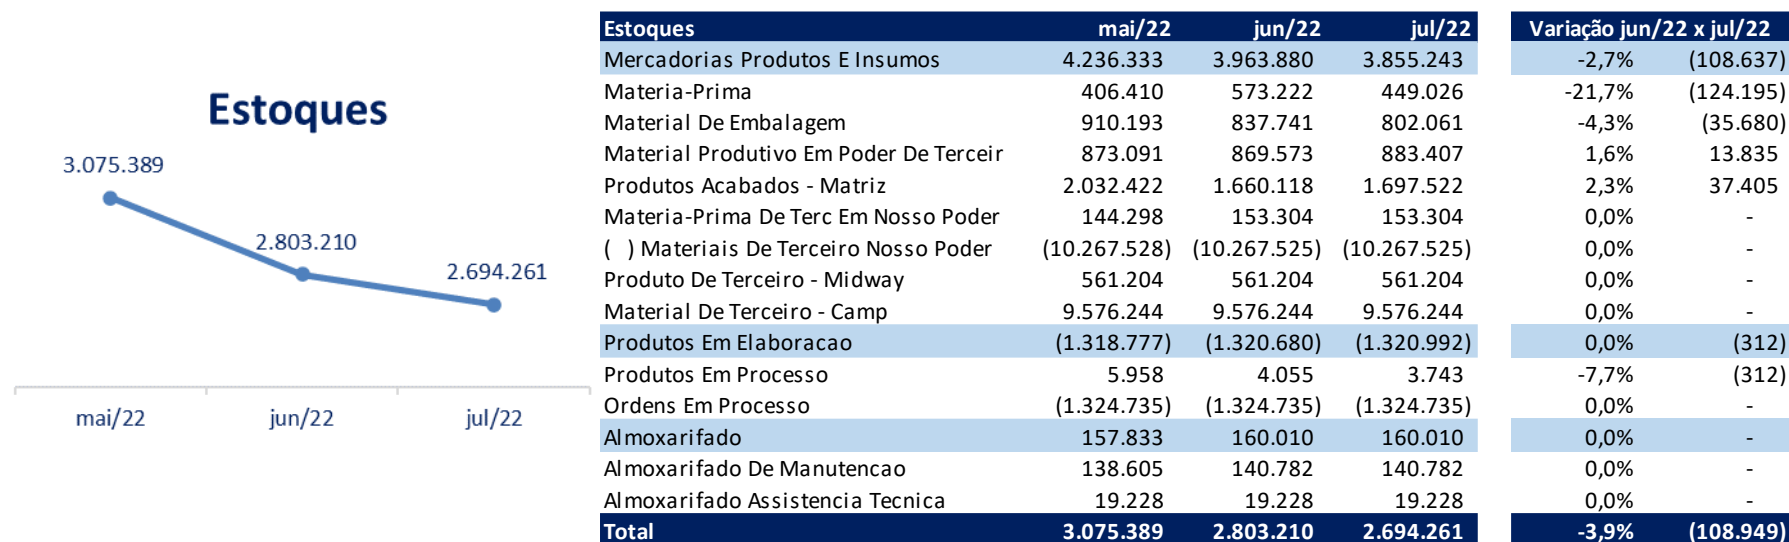 Estoques
3.075.389
2.803.210
2.694.261
mai/22 jun/22 jul/22
Estoques mai/22 jun/22 jul/22 Variação jun/22 x jul/22
Mercadorias Produtos E Insumos 4.236.333 3.963.880 3.855.243 -2,7% (108.637)
Materia-Prima 406.410 573.222 449.026 -21,7% (124.195)
Material De Embalagem 910.193 837.741 802.061 -4,3% (35.680)
Material Produtivo Em Poder De Terceir 873.091 869.573 883.407 1,6% 13.835
Produtos Acabados - Matriz 2.032.422 1.660.118 1.697.522 2,3% 37.405
Materia-Prima De Terc Em Nosso Poder 144.298 153.304 153.304 0,0% -
( ) Materiais De Terceiro Nosso Poder (10.267.528) (10.267.525) (10.267.525) 0,0% -
Produto De Terceiro - Midway 561.204 561.204 561.204 0,0% -
Material De Terceiro - Camp 9.576.244 9.576.244 9.576.244 0,0% -
Produtos Em Elaboracao (1.318.777) (1.320.680) (1.320.992) 0,0% (312)
Produtos Em Processo 5.958 4.055 3.743 -7,7% (312)
Ordens Em Processo (1.324.735) (1.324.735) (1.324.735) 0,0% -
Almoxarifado 157.833 160.010 160.010 0,0% -
Almoxarifado De Manutencao 138.605 140.782 140.782 0,0% -
Almoxarifado Assistencia Tecnica 19.228 19.228 19.228 0,0% -
Total 3.075.389 2.803.210 2.694.261 -3,9% (108.949)